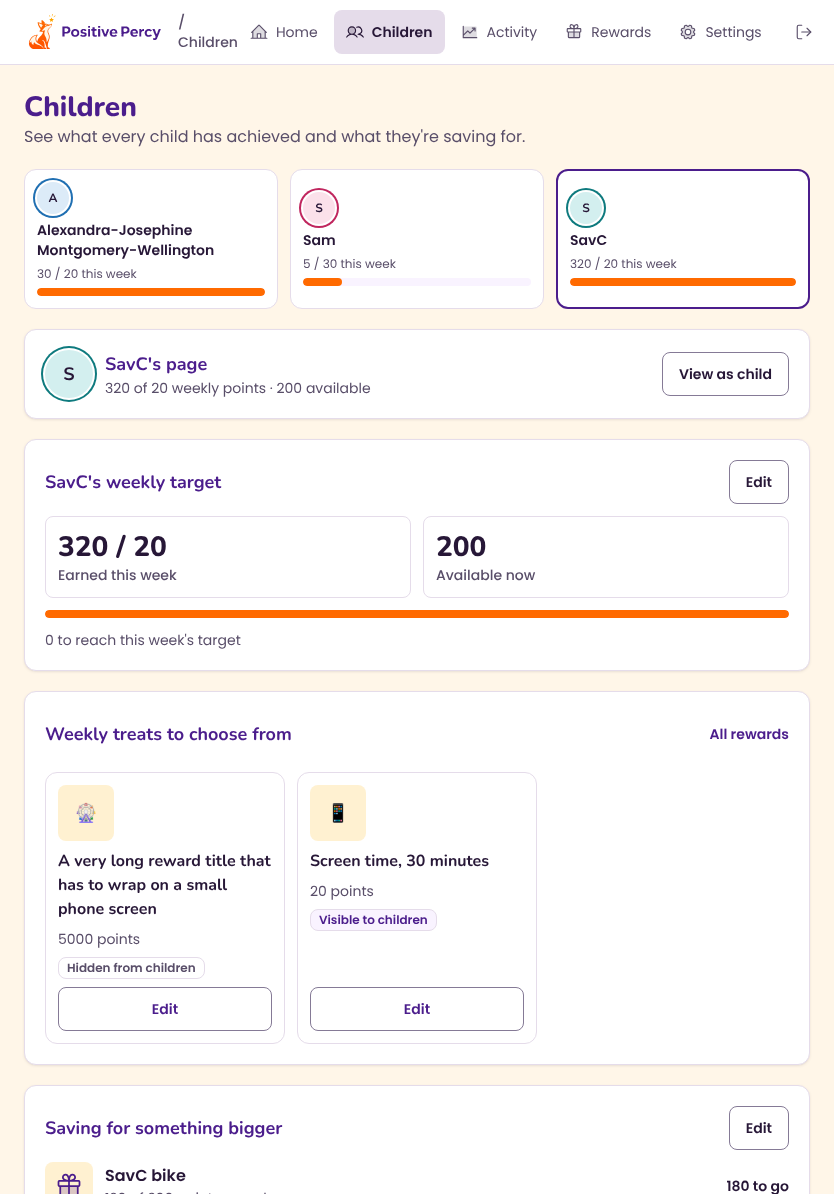 Positive Percy
/
Children
Home
Children
Activity
Rewards
Settings
Children
See what every child has achieved and what they're saving for.
A
Alexandra-Josephine
Montgomery-Wellington
30 / 20 this week
S
Sam
5 / 30 this week
S
SavC
320 / 20 this week
S
SavC's page
320 of 20 weekly points · 200 available
View as child
SavC's weekly target
Edit
320 / 20
Earned this week
200
Available now
0 to reach this week's target
Weekly treats to choose from
All rewards
A very long reward title that
has to wrap on a small
phone screen
5000 points
Hidden from children
Edit
Screen time, 30 minutes
20 points
Visible to children
Edit
Saving for something bigger
Edit
SavC bike
180 to go